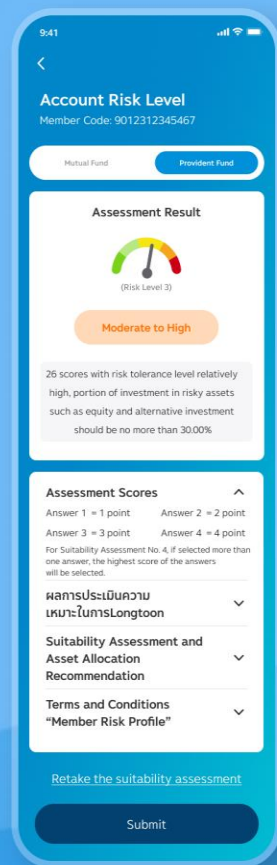 9:41
Account Risk Level
Member Code: 9012312345467
Mutual Fund
Provident Fund
Assessment Result
(Risk Level 3)
Moderate to High
26 scores with risk tolerance level relatively
high, portion of investment in risky assets
such as equity and alternative investment
should be no more than 30.00%
Assessment Scores
Answer 1 = 1 point
Answer 2 = 2 point
Answer 3 = 3 point
Answer 4 = 4 point
For Suitability Assessment No. 4, if selected more than
one answer, the highest score of the answers
will be selected.
ผลการประเมินความ
เหมาะในการLongtoon
Suitability Assessment and
Asset Allocation
Recommendation
Terms and Conditions
“Member Risk Profile”
Retake the suitability assessment
Submit